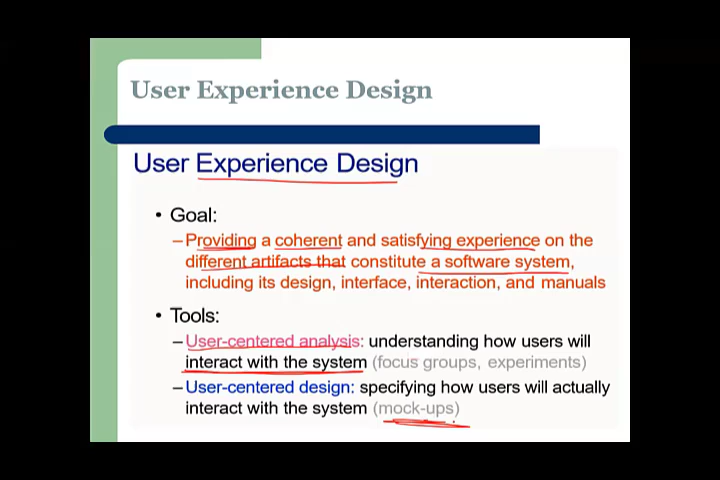 User Experience Design
User Experience Design
• Goal:
–Providing a coherent and satisfying experience on the
different artifacts that constitute a software system,
including its design, interface, interaction, and manuals
• Tools:
–User-centered analysis: understanding how users will
interact with the system (focus groups, experiments)
–User-centered design: specifying how users will actually
interact with the system (mock-ups)